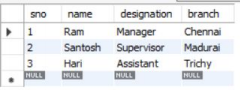 sno name designation branch
1 Ram Manager Chennai
2 Santosh Supervisor Madurai
3 Hari Assistant Trichy
NULL NULL NULL NULL